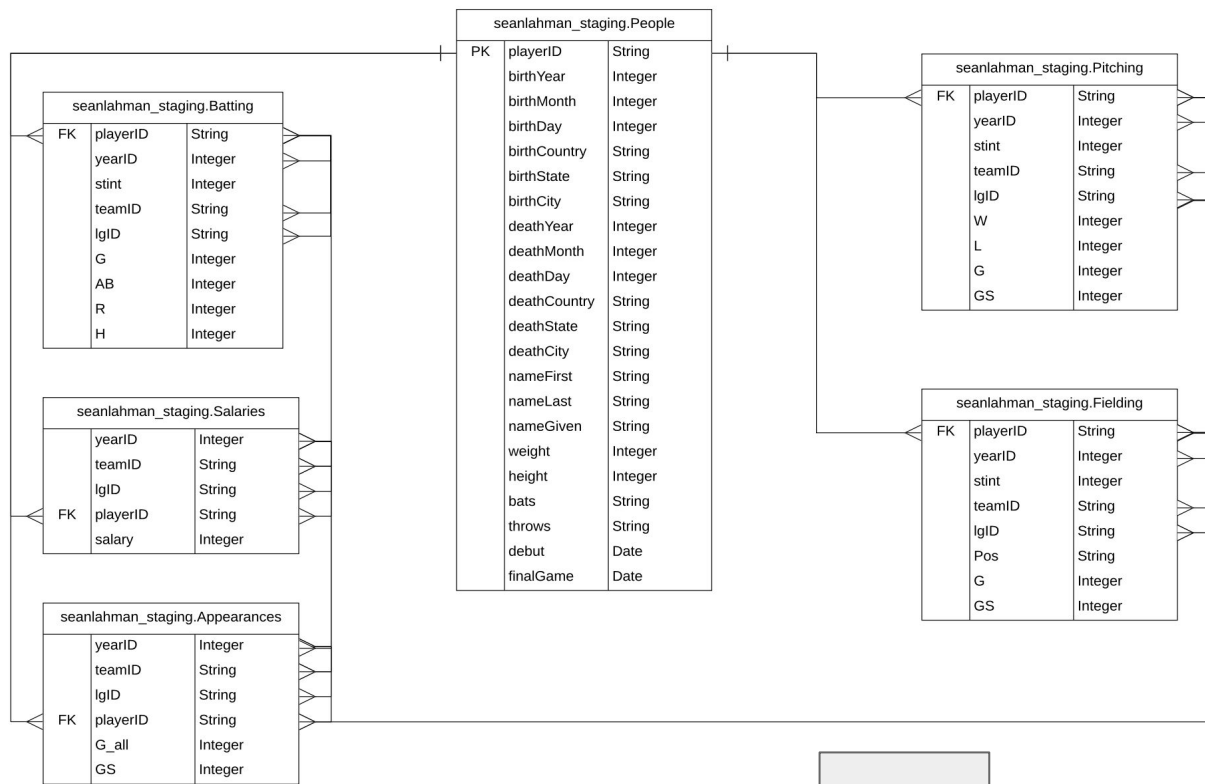 seanlahman_staging.People
PK playerID String
birthYear Integer
birthMonth Integer
birthDay Integer
birthCountry String
birthState String
birthCity String
deathYear Integer
deathMonth Integer
deathDay Integer
deathCountry String
deathState String
deathCity String
nameFirst String
nameLast String
nameGiven String
weight Integer
height Integer
bats String
throws String
debut Date
finalGame Date
seanlahman_staging.Batting
FK playerID String
yearID Integer
stint Integer
teamID String
lgID String
G Integer
AB Integer
R Integer
H Integer
seanlahman_staging.Salaries
yearID Integer
teamID String
lgID String
FK playerID String
salary Integer
seanlahman_staging.Appearances
yearID Integer
teamID String
lgID String
FK playerID String
G_all Integer
GS Integer
seanlahman_staging.Pitching
FK playerID String
yearID Integer
stint Integer
teamID String
lgID String
W Integer
L Integer
G Integer
GS Integer
seanlahman_staging.Fielding
FK playerID String
yearID Integer
stint Integer
teamID String
lgID String
Pos String
G Integer
GS Integer